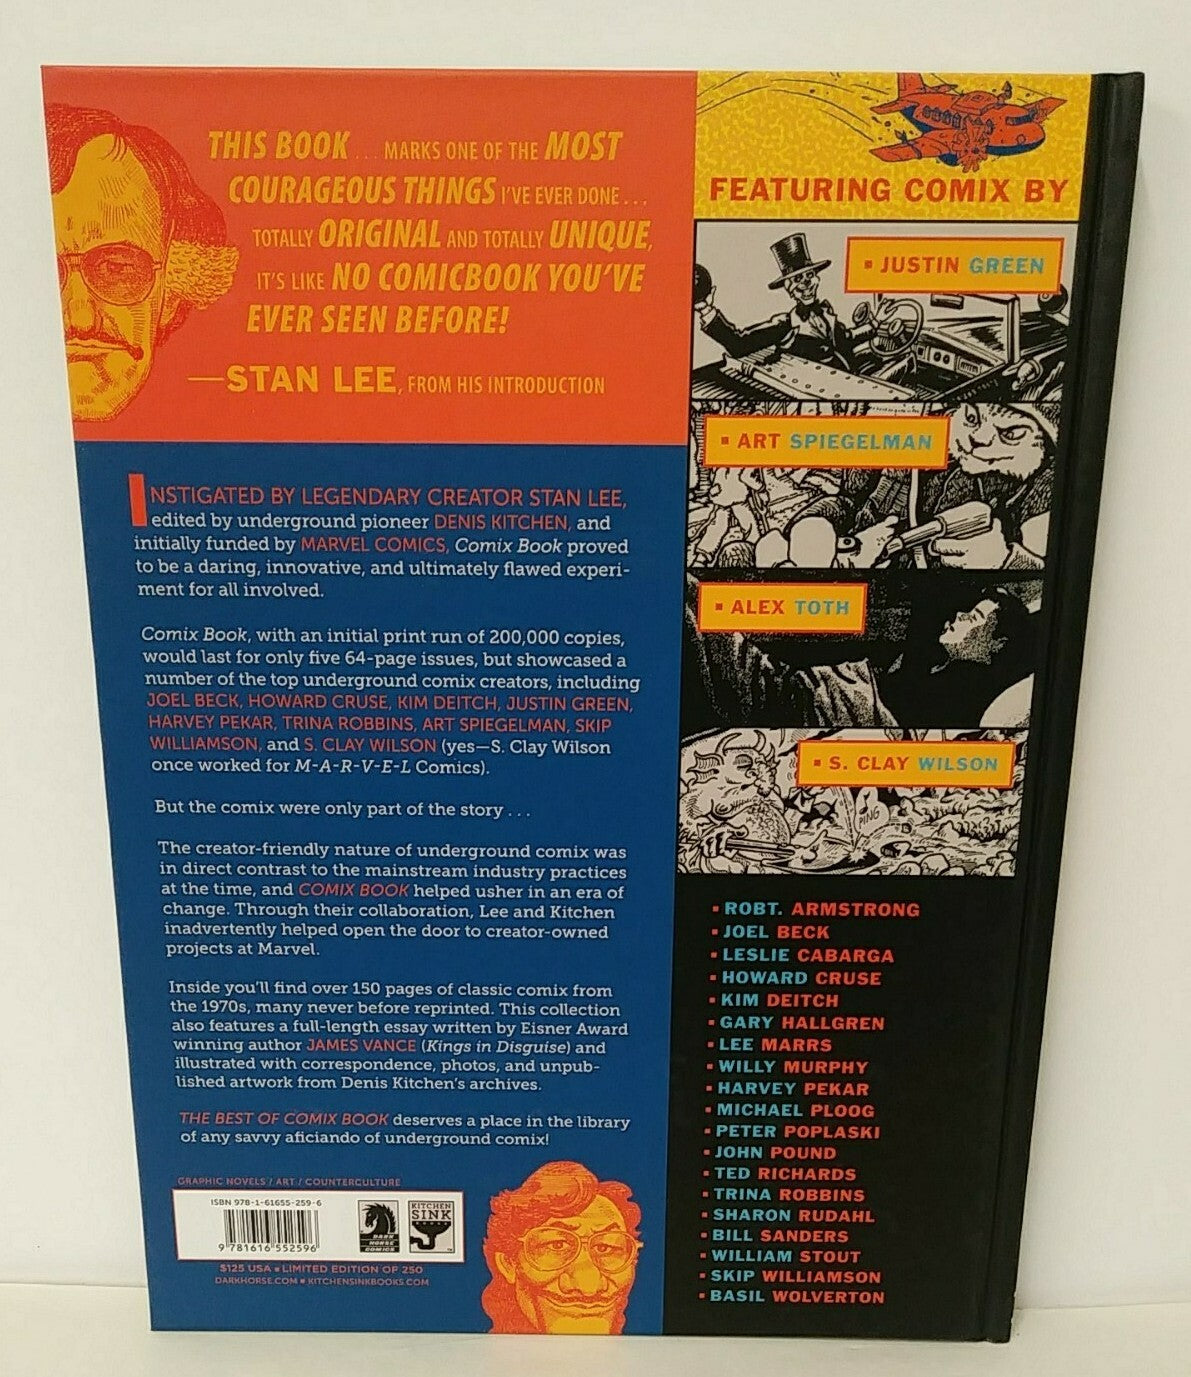 THIS BOOK . . . MARKS ONE OF THE MOST
COURAGEOUS THINGS I'VE EVER DONE . . .
TOTALLY ORIGINAL AND TOTALLY UNIQUE,
IT'S LIKE NO COMICBOOK YOU'VE
EVER SEEN BEFORE!
—STAN LEE, FROM HIS INTRODUCTION
INSTIGATED BY LEGENDARY CREATOR STAN LEE,
edited by underground pioneer DENIS KITCHEN, and
initially funded by MARVEL COMICS, Comix Book proved
to be a daring, innovative, and ultimately flawed experi-
ment for all involved.
Comix Book, with an initial print run of 200,000 copies,
would last for only five 64-page issues, but showcased a
number of the top underground comix creators, including
JOEL BECK, HOWARD CRUSE, KIM DEITCH, JUSTIN GREEN,
HARVEY PEKAR, TRINA ROBBINS, ART SPIEGELMAN, SKIP
WILLIAMSON, and S. CLAY WILSON (yes—S. Clay Wilson
once worked for M-A-R-V-E-L Comics).
But the comix were only part of the story . . .
The creator-friendly nature of underground comix was
in direct contrast to the mainstream industry practices
at the time, and COMIX BOOK helped usher in an era of
change. Through their collaboration, Lee and Kitchen
inadvertently helped open the door to creator-owned
projects at Marvel.
Inside you'll find over 150 pages of classic comix from
the 1970s, many never before reprinted. This collection
also features a full-length essay written by Eisner Award
winning author JAMES VANCE (Kings in Disguise) and
illustrated with correspondence, photos, and unpub-
lished artwork from Denis Kitchen's archives.
THE BEST OF COMIX BOOK deserves a place in the library
of any savvy aficiando of underground comix!
GRAPHIC NOVELS / ART / COUNTERCULTURE
ISBN 978-1-61655-259-6
9 781616 552596
DARK
HORSE
COMICS
KITCHEN
SINK
BOOKS
$125 USA ▪ LIMITED EDITION OF 250
DARKHORSE.COM ▪ KITCHENSINKBOOKS.COM
FEATURING COMIX BY
▪ JUSTIN GREEN
▪ ART SPIEGELMAN
▪ ALEX TOTH
▪ S. CLAY WILSON
PING
▪ ROBT. ARMSTRONG
▪ JOEL BECK
▪ LESLIE CABARGA
▪ HOWARD CRUSE
▪ KIM DEITCH
▪ GARY HALLGREN
▪ LEE MARRS
▪ WILLY MURPHY
▪ HARVEY PEKAR
▪ MICHAEL PLOOG
▪ PETER POPLASKI
▪ JOHN POUND
▪ TED RICHARDS
▪ TRINA ROBBINS
▪ SHARON RUDAHL
▪ BILL SANDERS
▪ WILLIAM STOUT
▪ SKIP WILLIAMSON
▪ BASIL WOLVERTON